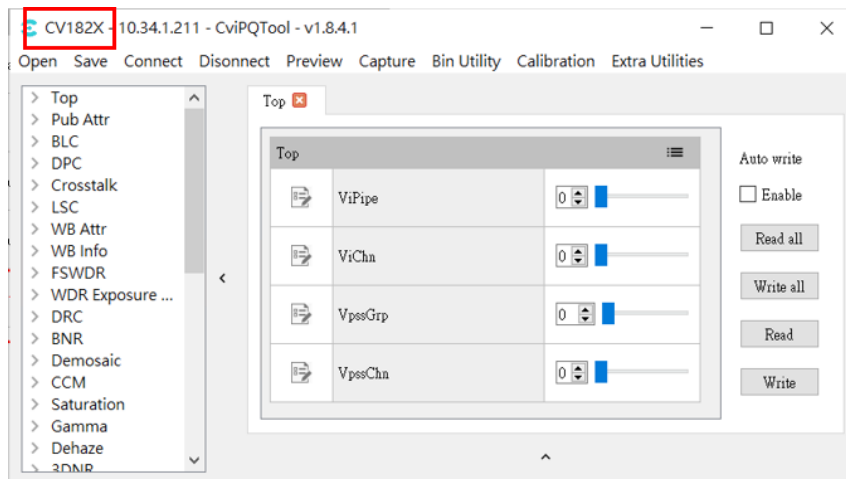 CV182X - 10.34.1.211 - CviPQTool - v1.8.4.1
Open Save Connect Disonnect Preview Capture Bin Utility Calibration Extra Utilities
Top
Pub Attr
BLC
DPC
Crosstalk
LSC
WB Attr
WB Info
FSWDR
WDR Exposure ...
DRC
BNR
Demosaic
CCM
Saturation
Gamma
Dehaze
3DNR
Top
Top
ViPipe 0
ViChn 0
VpssGrp 0
VpssChn 0
Auto write
Enable
Read all
Write all
Read
Write